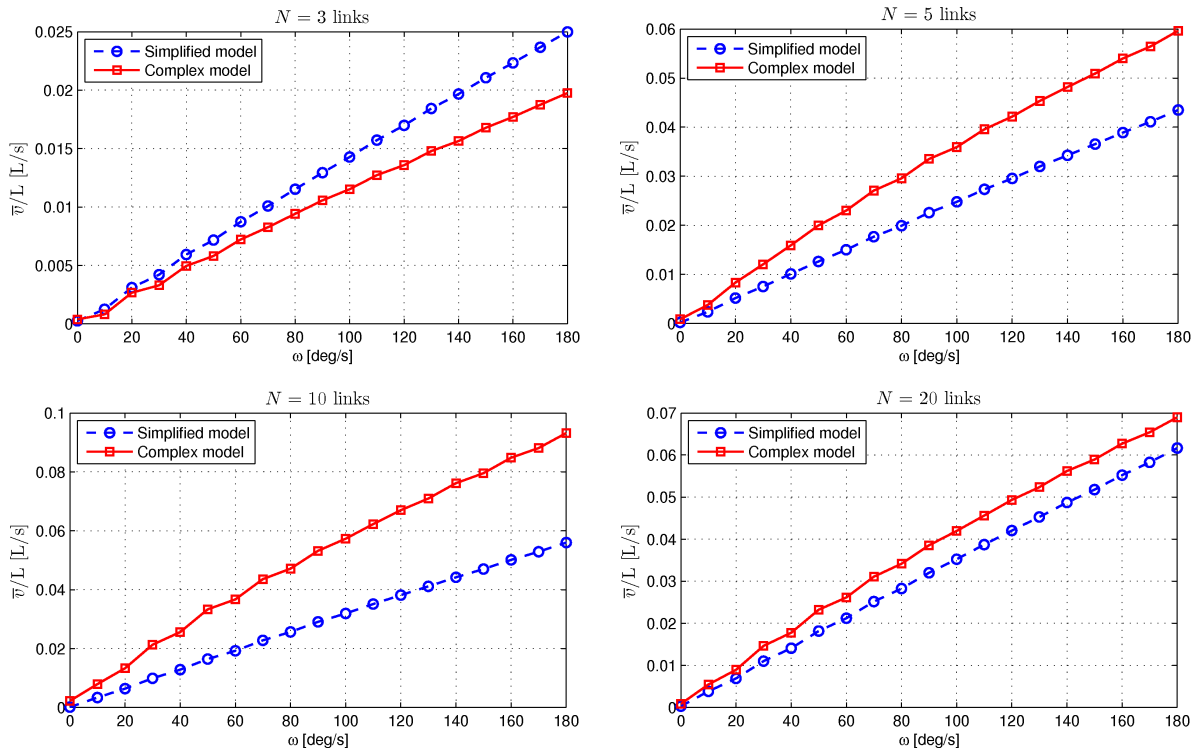 N = 3 links
0.025
0.02
0.015
0.01
0.005
0
v̅/L [L/s]
Simplified model
Complex model
0 20 40 60 80 100 120 140 160 180
ω [deg/s]
N = 5 links
0.06
0.05
0.04
0.03
0.02
0.01
0
v̅/L [L/s]
Simplified model
Complex model
0 20 40 60 80 100 120 140 160 180
ω [deg/s]
N = 10 links
0.1
0.08
0.06
0.04
0.02
0
v̅/L [L/s]
Simplified model
Complex model
0 20 40 60 80 100 120 140 160 180
ω [deg/s]
N = 20 links
0.07
0.06
0.05
0.04
0.03
0.02
0.01
0
v̅/L [L/s]
Simplified model
Complex model
0 20 40 60 80 100 120 140 160 180
ω [deg/s]